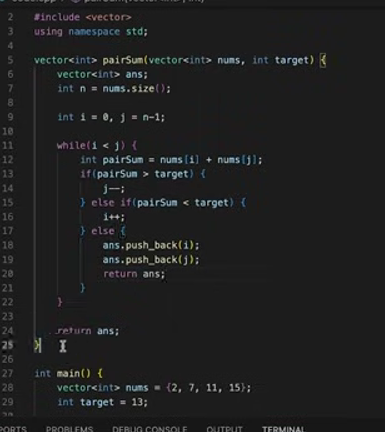 2 #include <vector>
3 using namespace std;
4
5 vector<int> pairSum(vector<int> nums, int target) {
6 vector<int> ans;
7 int n = nums.size();
8
9 int i = 0, j = n-1;
10
11 while(i < j) {
12 int pairSum = nums[i] + nums[j];
13 if(pairSum > target) {
14 j--;
15 } else if(pairSum < target) {
16 i++;
17 } else {
18 ans.push_back(i);
19 ans.push_back(j);
20 return ans;
21 }
22 }
23
24 return ans;
25 }
26
27 int main() {
28 vector<int> nums = {2, 7, 11, 15};
29 int target = 13;
PORTS PROBLEMS DEBUG CONSOLE OUTPUT TERMINAL